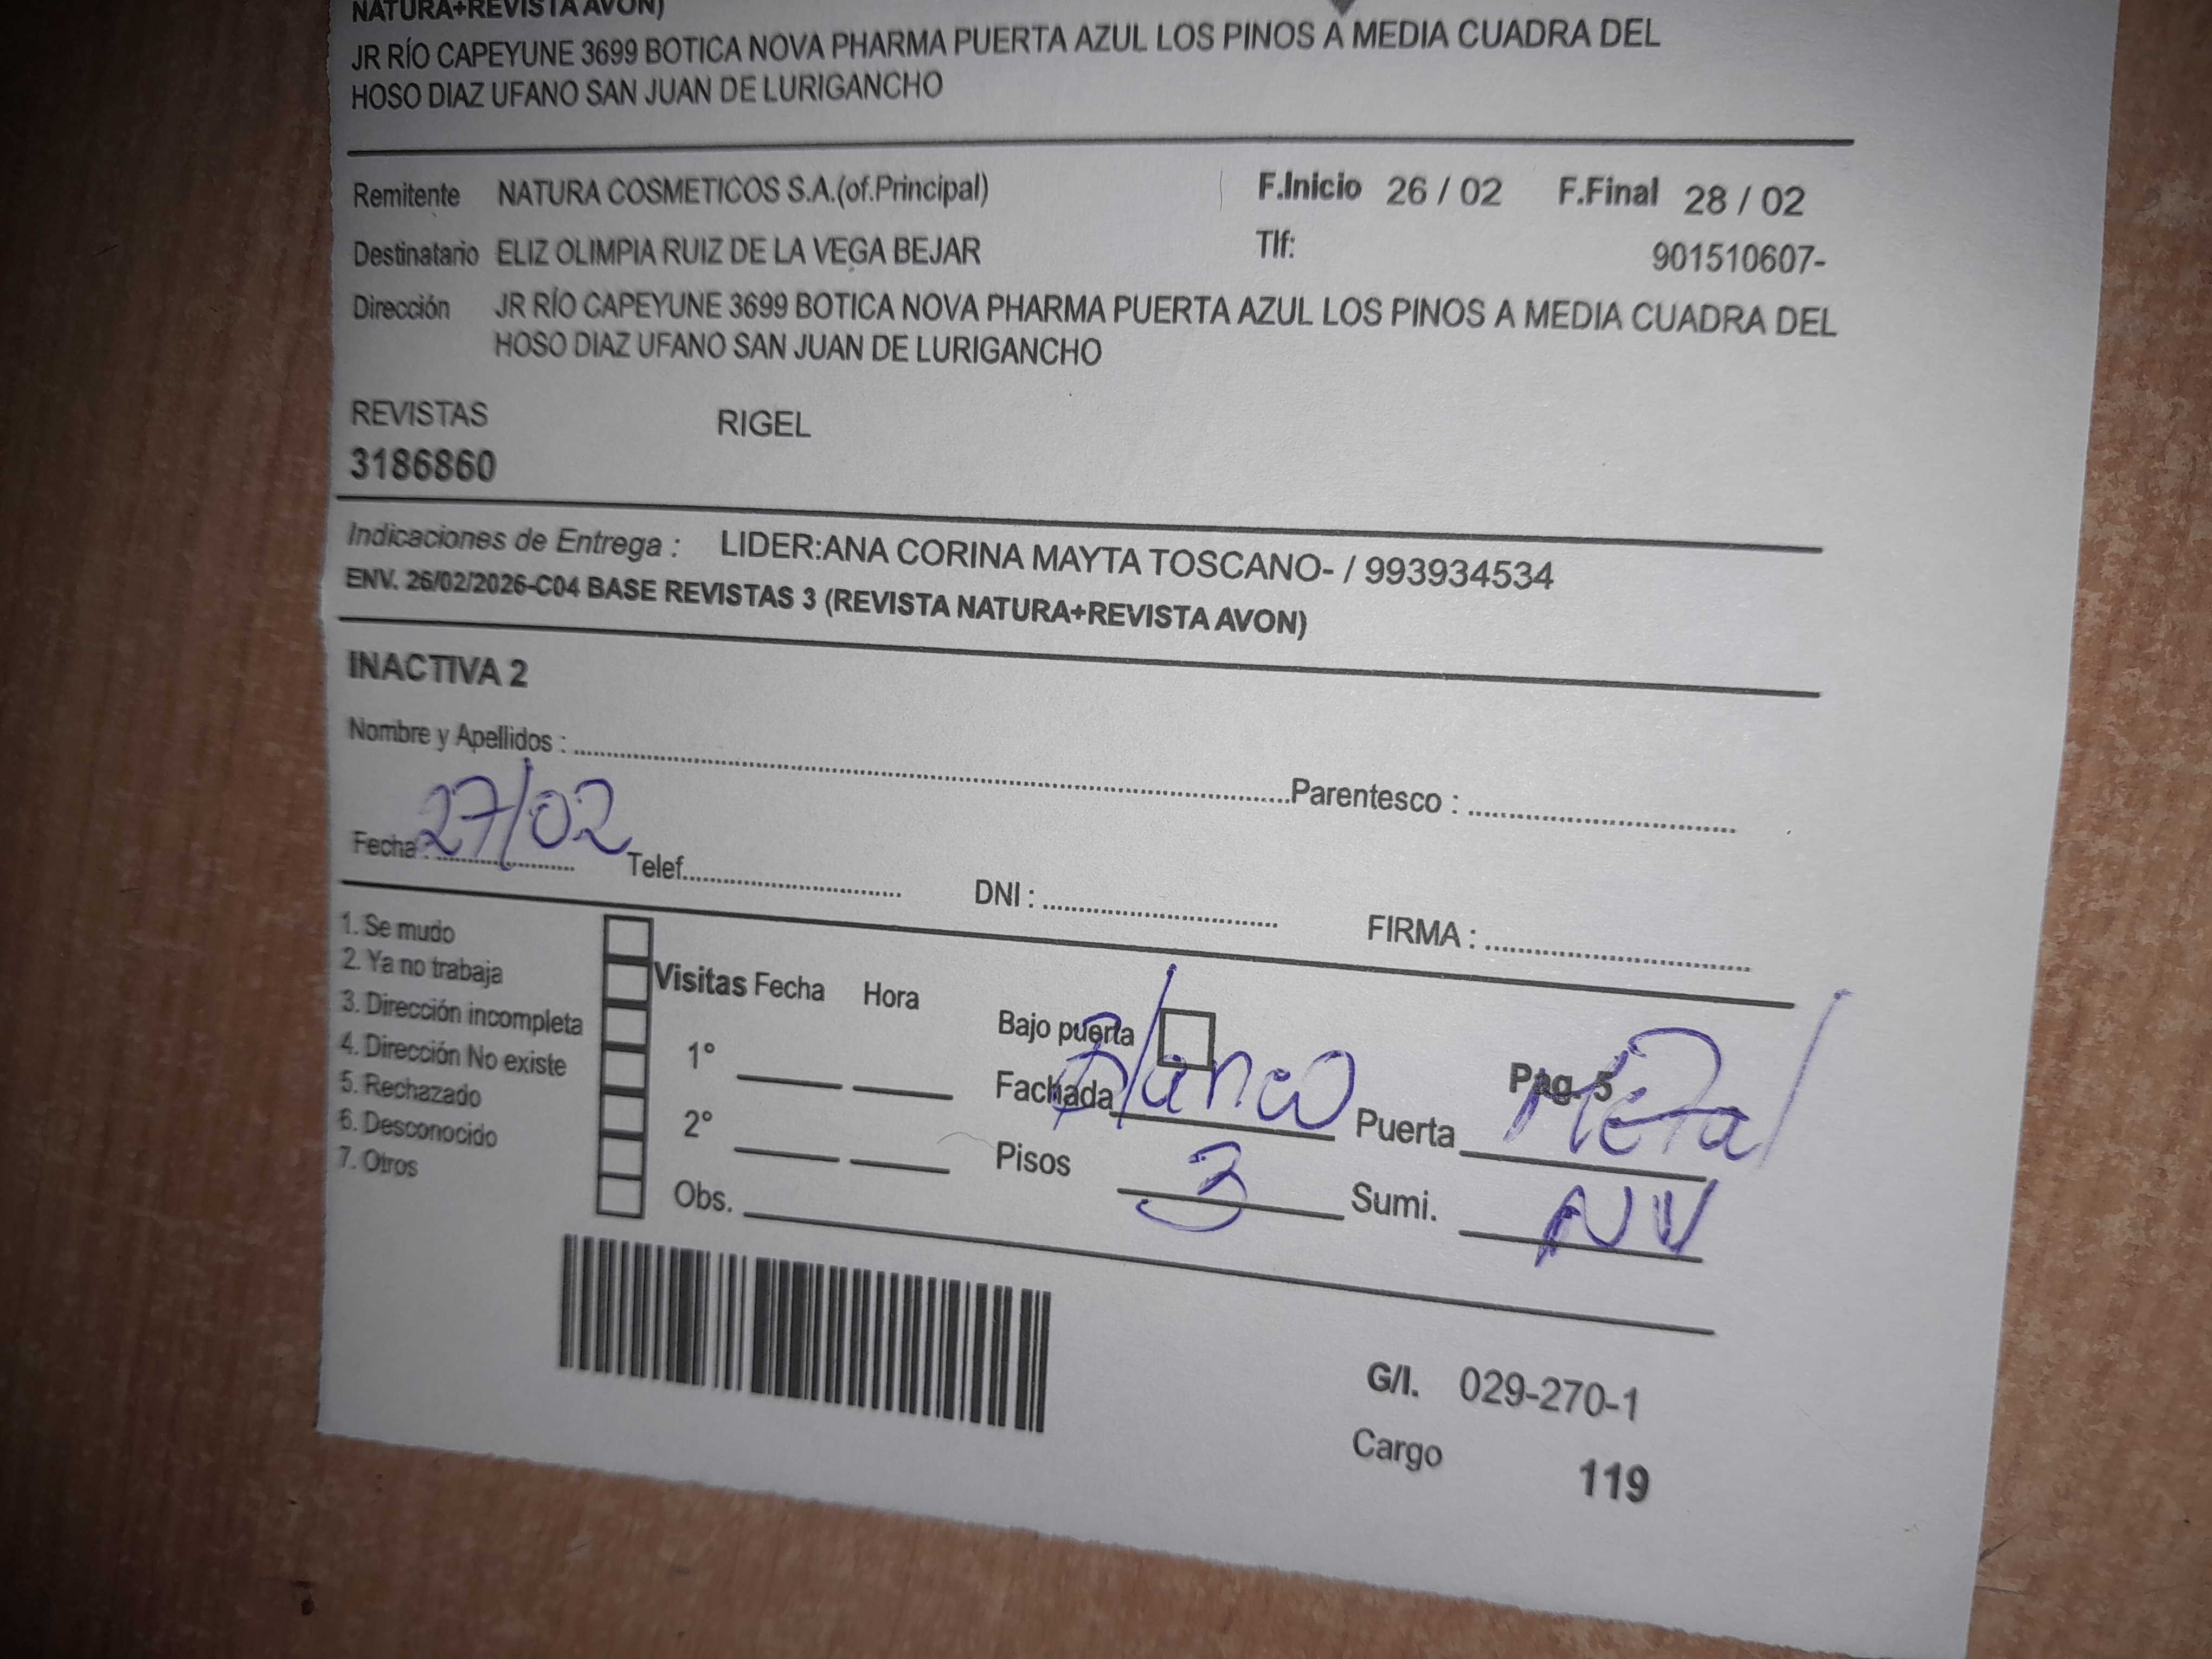 NATURA+REVISTA AVON)
JR RÍO CAPEYUNE 3699 BOTICA NOVA PHARMA PUERTA AZUL LOS PINOS A MEDIA CUADRA DEL
HOSO DIAZ UFANO SAN JUAN DE LURIGANCHO
Remitente NATURA COSMETICOS S.A.(of.Principal) F.Inicio 26 / 02 F.Final 28 / 02
Destinatario ELIZ OLIMPIA RUIZ DE LA VEGA BEJAR Tlf: 901510607-
Dirección JR RÍO CAPEYUNE 3699 BOTICA NOVA PHARMA PUERTA AZUL LOS PINOS A MEDIA CUADRA DEL
HOSO DIAZ UFANO SAN JUAN DE LURIGANCHO
REVISTAS RIGEL
3186860
Indicaciones de Entrega : LIDER:ANA CORINA MAYTA TOSCANO- / 993934534
ENV. 26/02/2026-C04 BASE REVISTAS 3 (REVISTA NATURA+REVISTA AVON)
INACTIVA 2
Nombre y Apellidos : Parentesco :
Fecha : 27/02 Telef. DNI : FIRMA :
1. Se mudo
2. Ya no trabaja
3. Dirección incompleta
4. Dirección No existe
5. Rechazado
6. Desconocido
7. Otros
Visitas Fecha Hora
1°
2°
Obs.
Bajo puerta Pag. 5
Fachada Blanco Puerta Metal
Pisos 3 Sumi. NV
G/I. 029-270-1
Cargo 119